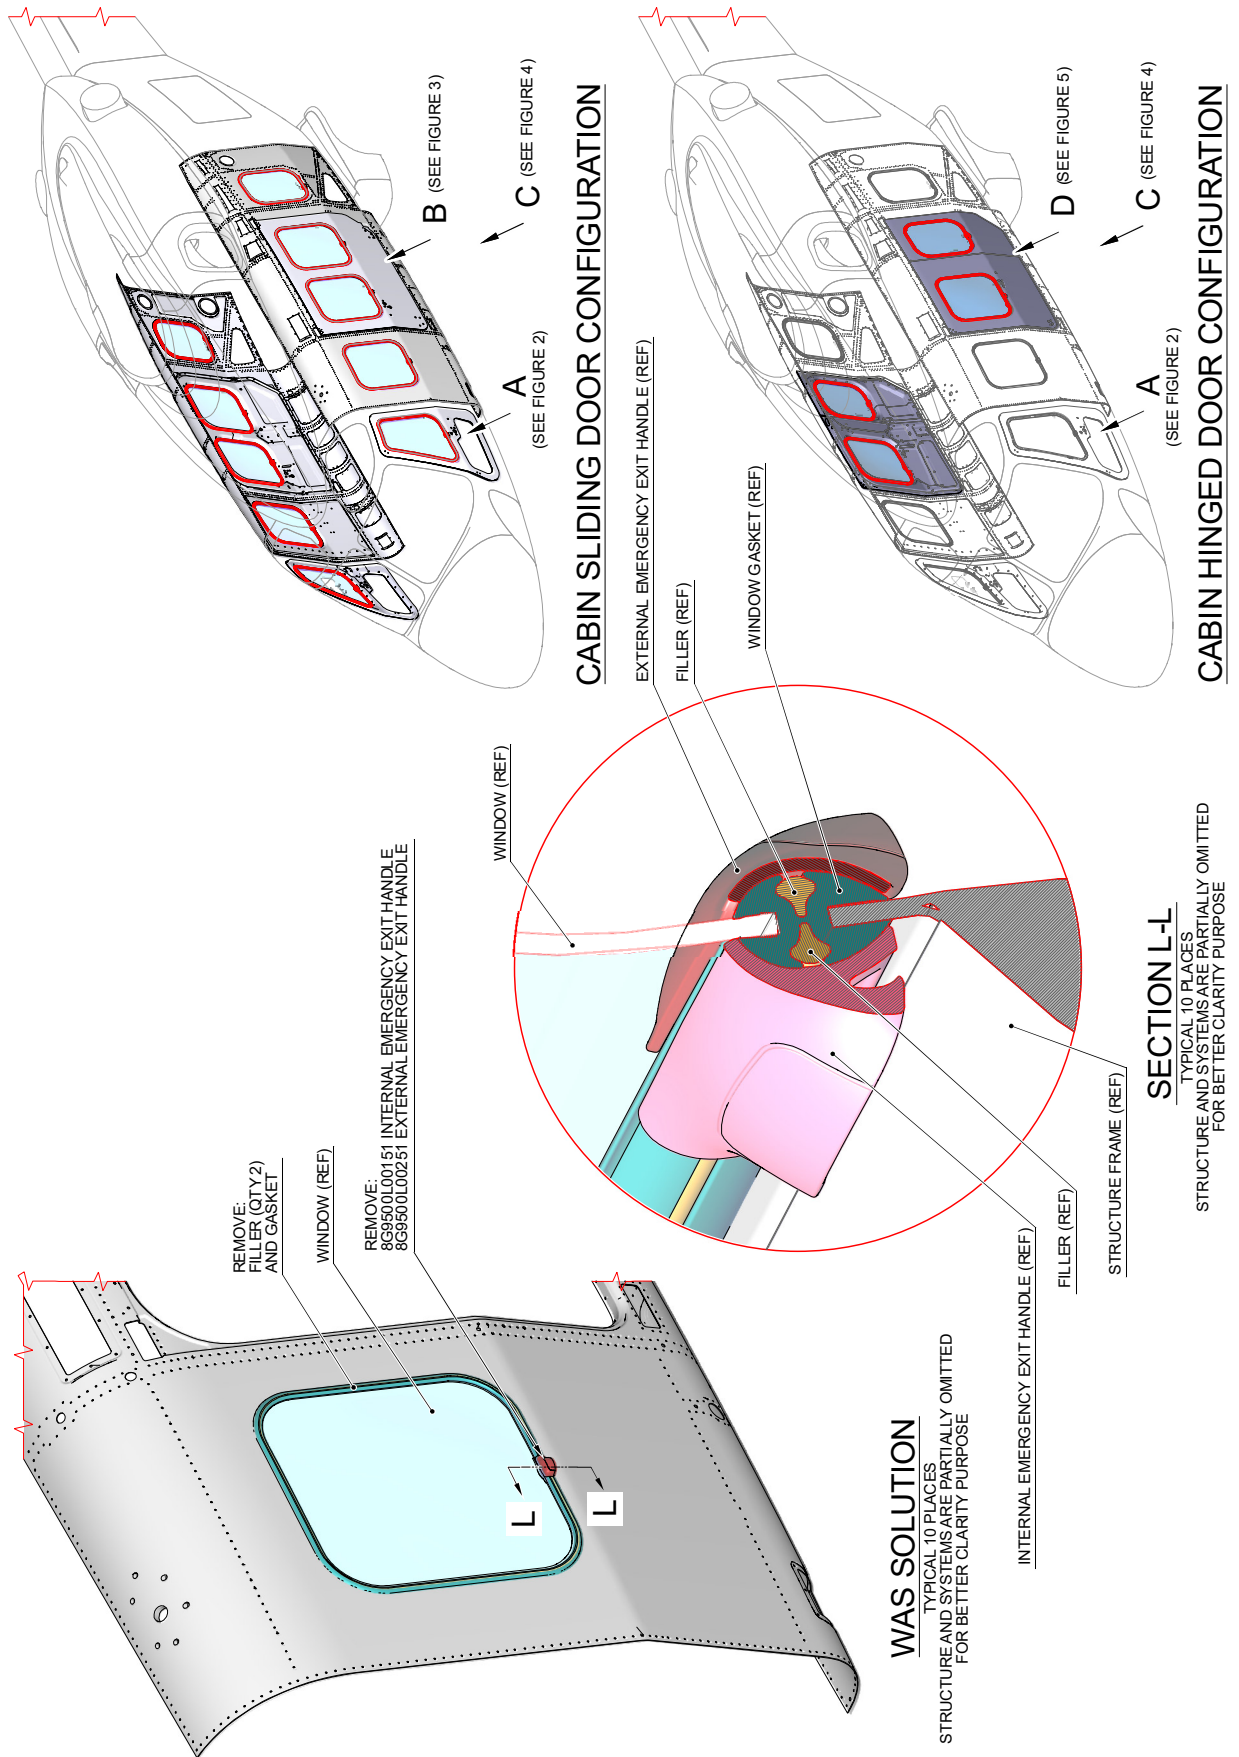 REMOVE:
FILLER (QTY 2)
AND GASKET
WINDOW (REF)
REMOVE:
8G9500L00151 INTERNAL EMERGENCY EXIT HANDLE
8G9500L00251 EXTERNAL EMERGENCY EXIT HANDLE
L
L
WAS SOLUTION
TYPICAL 10 PLACES
STRUCTURE AND SYSTEMS ARE PARTIALLY OMITTED
FOR BETTER CLARITY PURPOSE
WINDOW (REF)
EXTERNAL EMERGENCY EXIT HANDLE (REF)
FILLER (REF)
WINDOW GASKET (REF)
INTERNAL EMERGENCY EXIT HANDLE (REF)
FILLER (REF)
STRUCTURE FRAME (REF)
SECTION L-L
TYPICAL 10 PLACES
STRUCTURE AND SYSTEMS ARE PARTIALLY OMITTED
FOR BETTER CLARITY PURPOSE
A
(SEE FIGURE 2)
B (SEE FIGURE 3)
C (SEE FIGURE 4)
CABIN SLIDING DOOR CONFIGURATION
A
(SEE FIGURE 2)
D (SEE FIGURE 5)
C (SEE FIGURE 4)
CABIN HINGED DOOR CONFIGURATION